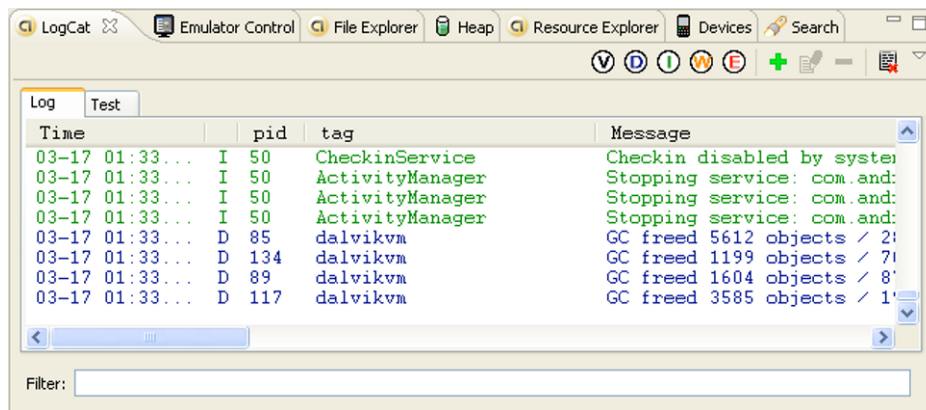 LogCat Emulator Control File Explorer Heap Resource Explorer Devices Search
V D I W E
Log Test
Time pid tag Message
03-17 01:33... I 50 CheckinService Checkin disabled by system
03-17 01:33... I 50 ActivityManager Stopping service: com.and
03-17 01:33... I 50 ActivityManager Stopping service: com.and
03-17 01:33... I 50 ActivityManager Stopping service: com.and
03-17 01:33... D 85 dalvikvm GC freed 5612 objects / 2
03-17 01:33... D 134 dalvikvm GC freed 1199 objects / 7
03-17 01:33... D 89 dalvikvm GC freed 1604 objects / 8
03-17 01:33... D 117 dalvikvm GC freed 3585 objects / 1
Filter: